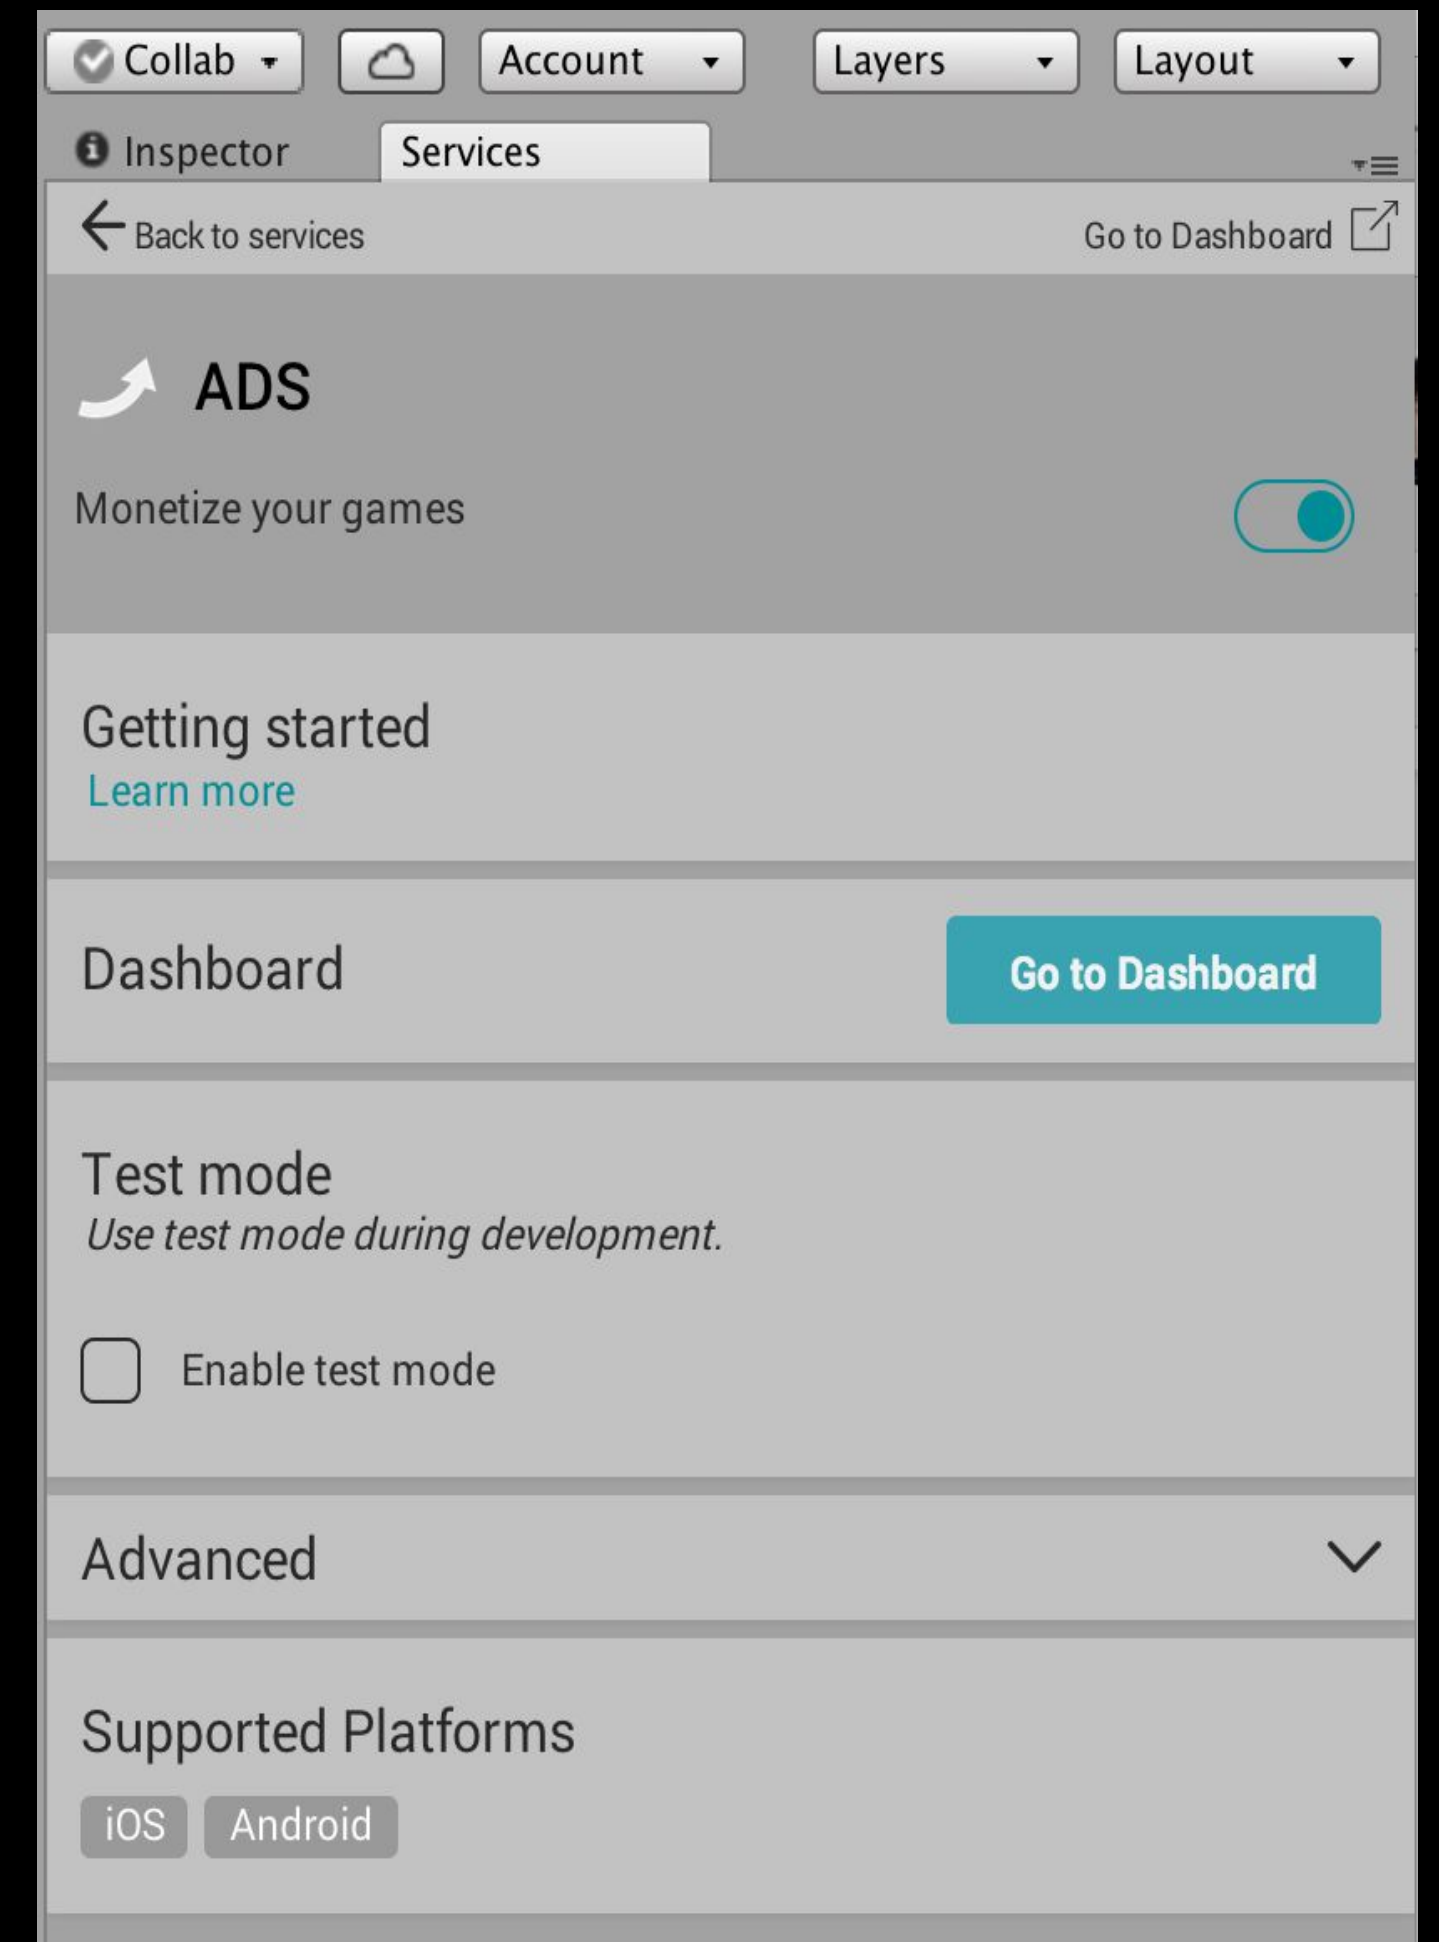 Collab
Account
Layers
Layout
Inspector
Services
Back to services
Go to Dashboard
ADS
Monetize your games
Getting started
Learn more
Dashboard
Go to Dashboard
Test mode
Use test mode during development.
Enable test mode
Advanced
Supported Platforms
iOS
Android